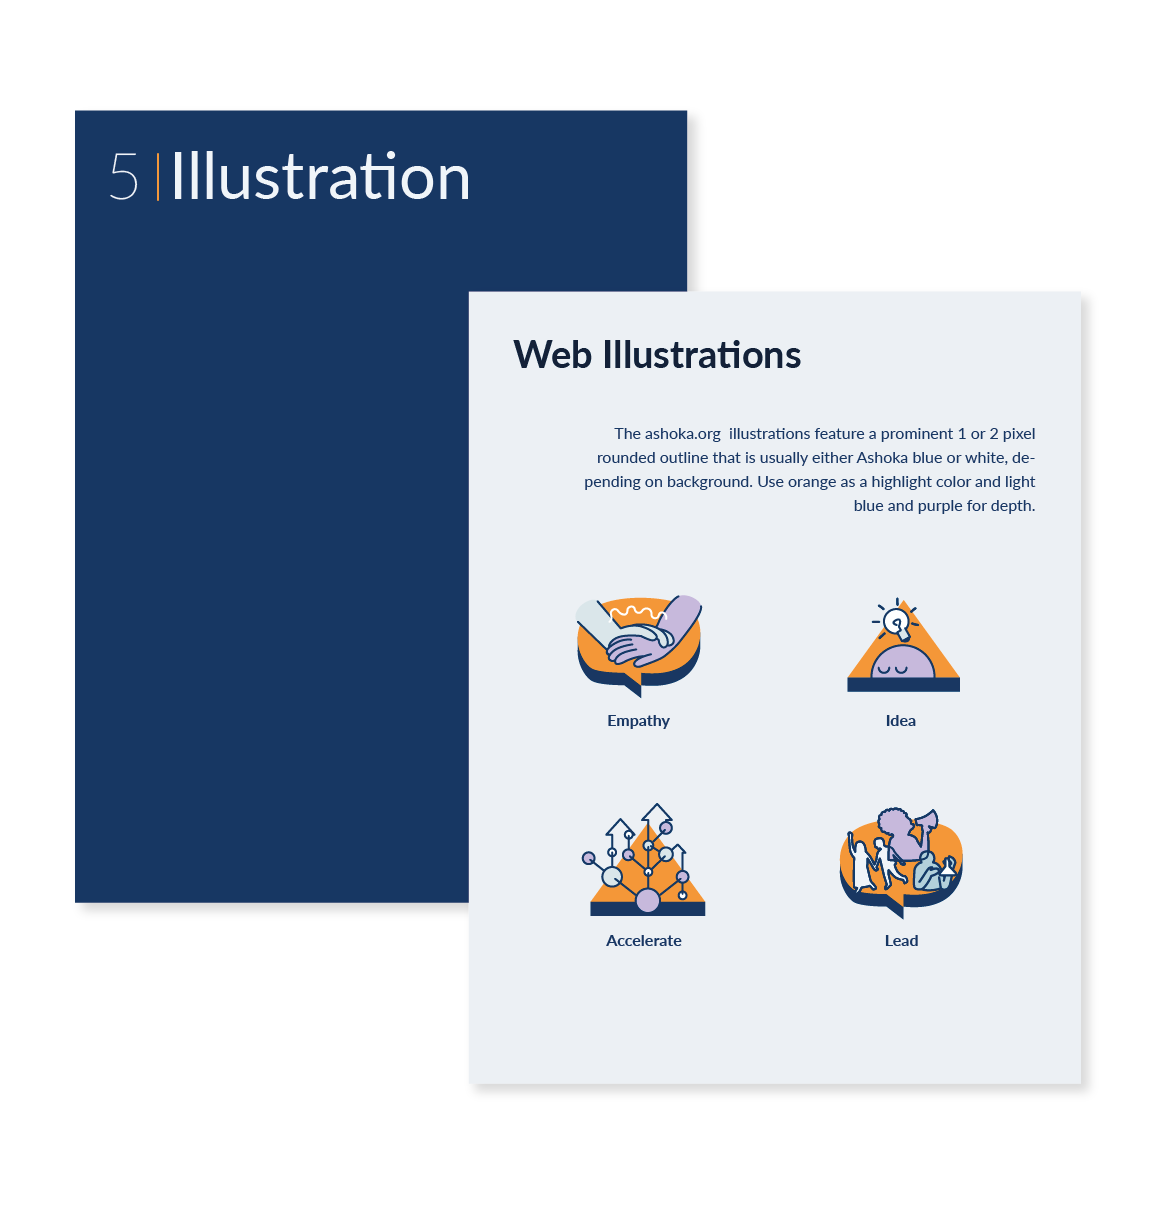 5 | Illustration
Web Illustrations
The ashoka.org illustrations feature a prominent 1 or 2 pixel
rounded outline that is usually either Ashoka blue or white, de-
pending on background. Use orange as a highlight color and light
blue and purple for depth.
Empathy
Idea
Accelerate
Lead